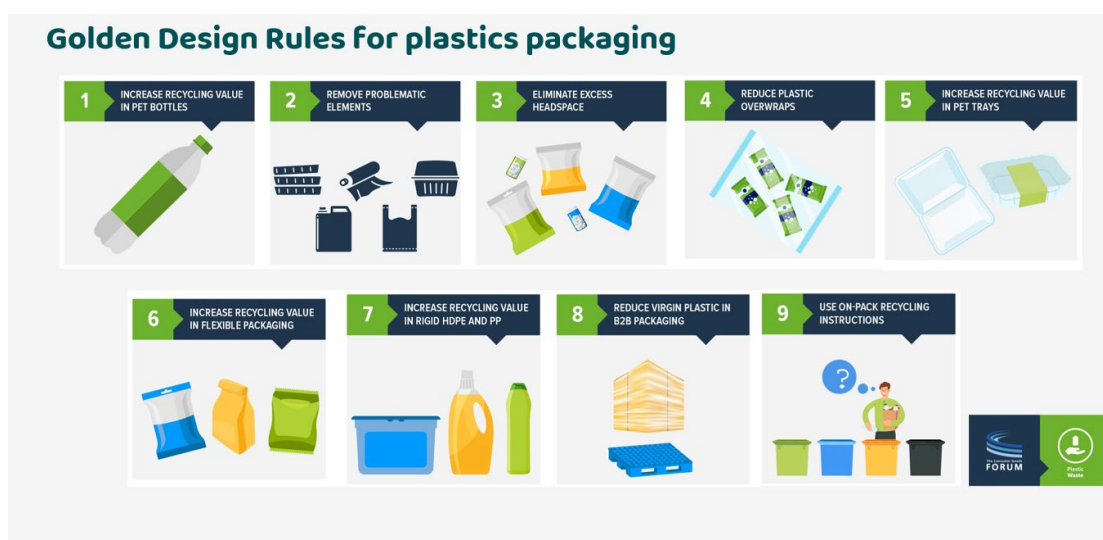 Golden Design Rules for plastics packaging
1
INCREASE RECYCLING VALUE
IN PET BOTTLES
2
REMOVE PROBLEMATIC
ELEMENTS
3
ELIMINATE EXCESS
HEADSPACE
4
REDUCE PLASTIC
OVERWRAPS
5
INCREASE RECYCLING VALUE
IN PET TRAYS
6
INCREASE RECYCLING VALUE
IN FLEXIBLE PACKAGING
7
INCREASE RECYCLING VALUE
IN RIGID HDPE AND PP
8
REDUCE VIRGIN PLASTIC IN
B2B PACKAGING
9
USE ON-PACK RECYCLING
INSTRUCTIONS
?
The Consumer Goods
FORUM
Plastic
Waste